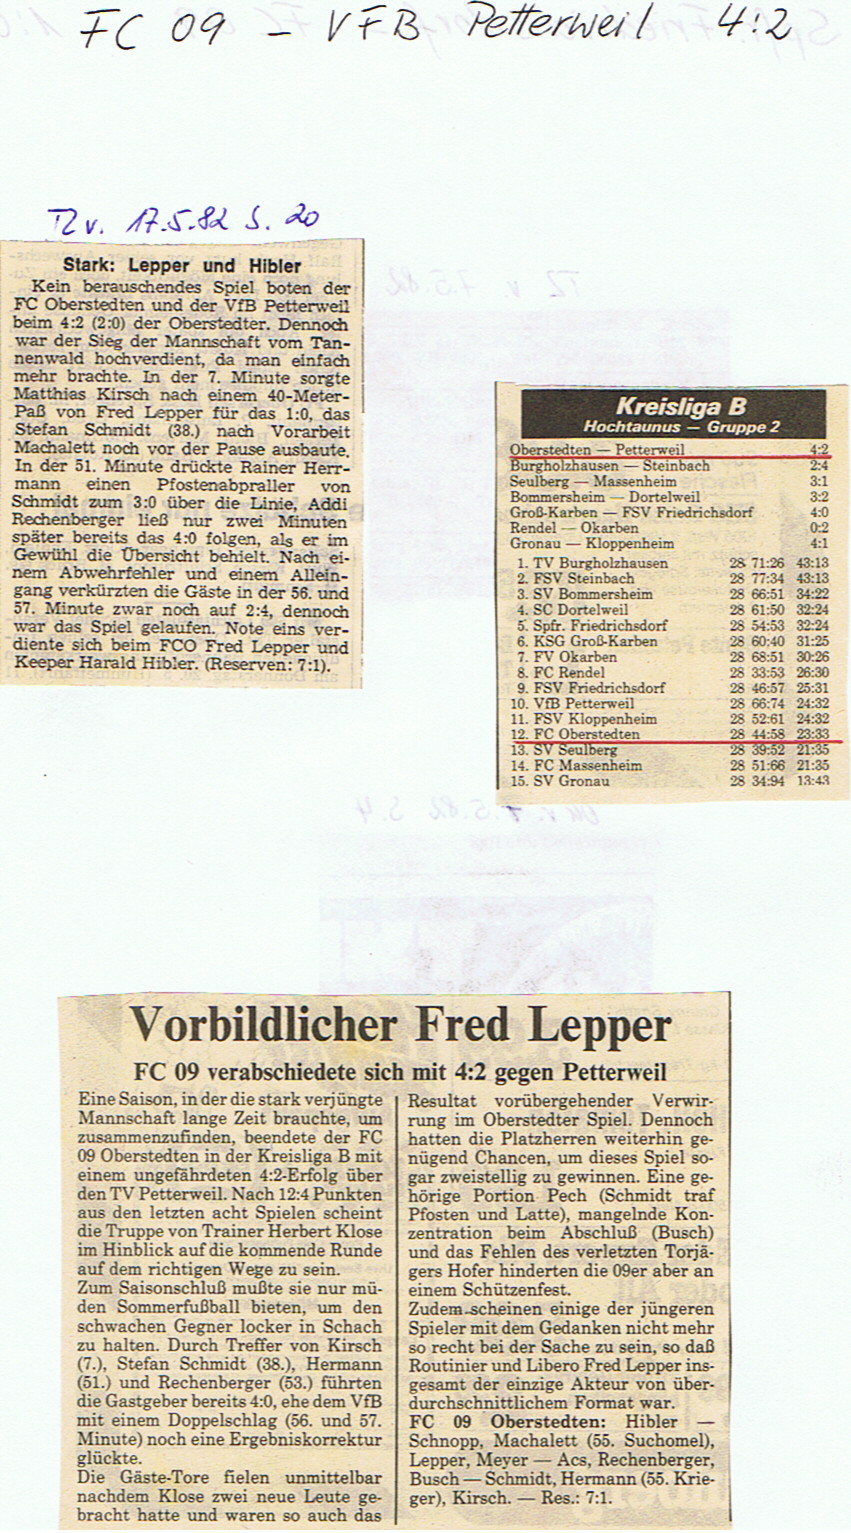 FC 09 – VFB Petterweil 4:2
TZ v. 17.5.82 S. 20
Stark: Lepper und Hibler
Kein berauschendes Spiel boten der
FC Oberstedten und der VfB Petterweil
beim 4:2 (2:0) der Oberstedter. Dennoch
war der Sieg der Mannschaft vom Tan-
nenwald hochverdient, da man einfach
mehr brachte. In der 7. Minute sorgte
Matthias Kirsch nach einem 40-Meter-
Paß von Fred Lepper für das 1:0, das
Stefan Schmidt (38.) nach Vorarbeit
Machalett noch vor der Pause ausbaute.
In der 51. Minute drückte Rainer Herr-
mann einen Pfostenabpraller von
Schmidt zum 3:0 über die Linie, Addi
Rechenberger ließ nur zwei Minuten
später bereits das 4:0 folgen, als er im
Gewühl die Übersicht behielt. Nach ei-
nem Abwehrfehler und einem Allein-
gang verkürzten die Gäste in der 56. und
57. Minute zwar noch auf 2:4, dennoch
war das Spiel gelaufen. Note eins ver-
diente sich beim FCO Fred Lepper und
Keeper Harald Hibler. (Reserven: 7:1).
Kreisliga B
Hochtaunus — Gruppe 2
Oberstedten — Petterweil 4:2
Burgholzhausen — Steinbach 2:4
Seulberg — Massenheim 3:1
Bommersheim — Dortelweil 3:2
Groß-Karben — FSV Friedrichsdorf 4:0
Rendel — Okarben 0:2
Gronau — Kloppenheim 4:1
1. TV Burgholzhausen 28 71:26 43:13
2. FSV Steinbach 28 77:34 43:13
3. SV Bommersheim 28 66:51 34:22
4. SC Dortelweil 28 61:50 32:24
5. Spfr. Friedrichsdorf 28 54:53 32:24
6. KSG Groß-Karben 28 60:40 31:25
7. FV Okarben 28 68:51 30:26
8. FC Rendel 28 33:53 26:30
9. FSV Friedrichsdorf 28 46:57 25:31
10. VfB Petterweil 28 66:74 24:32
11. FSV Kloppenheim 28 52:61 24:32
12. FC Oberstedten 28 44:58 23:33
13. SV Seulberg 28 39:52 21:35
14. FC Massenheim 28 51:66 21:35
15. SV Gronau 28 34:94 13:43
Vorbildlicher Fred Lepper
FC 09 verabschiedete sich mit 4:2 gegen Petterweil
Eine Saison, in der die stark verjüngte
Mannschaft lange Zeit brauchte, um
zusammenzufinden, beendete der FC
09 Oberstedten in der Kreisliga B mit
einem ungefährdeten 4:2-Erfolg über
den TV Petterweil. Nach 12:4 Punkten
aus den letzten acht Spielen scheint
die Truppe von Trainer Herbert Klose
im Hinblick auf die kommende Runde
auf dem richtigen Wege zu sein.
Zum Saisonschluß mußte sie nur mü-
den Sommerfußball bieten, um den
schwachen Gegner locker in Schach
zu halten. Durch Treffer von Kirsch
(7.), Stefan Schmidt (38.), Hermann
(51.) und Rechenberger (53.) führten
die Gastgeber bereits 4:0, ehe dem VfB
mit einem Doppelschlag (56. und 57.
Minute) noch eine Ergebniskorrektur
glückte.
Die Gäste-Tore fielen unmittelbar
nachdem Klose zwei neue Leute ge-
bracht hatte und waren so auch das
Resultat vorübergehender Verwir-
rung im Oberstedter Spiel. Dennoch
hatten die Platzherren weiterhin ge-
nügend Chancen, um dieses Spiel so-
gar zweistellig zu gewinnen. Eine ge-
hörige Portion Pech (Schmidt traf
Pfosten und Latte), mangelnde Kon-
zentration beim Abschluß (Busch)
und das Fehlen des verletzten Torjä-
gers Hofer hinderten die 09er aber an
einem Schützenfest.
Zudem scheinen einige der jüngeren
Spieler mit dem Gedanken nicht mehr
so recht bei der Sache zu sein, so daß
Routinier und Libero Fred Lepper ins-
gesamt der einzige Akteur von über-
durchschnittlichem Format war.
FC 09 Oberstedten: Hibler —
Schnopp, Machalett (55. Suchomel),
Lepper, Meyer — Acs, Rechenberger,
Busch — Schmidt, Hermann (55. Krie-
ger), Kirsch. — Res.: 7:1.